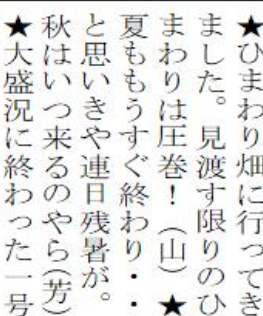 ★ひまわり畑に行ってき
ました。見渡す限りのひ
まわりは圧巻！（山）★
夏ももうすぐ終わり・・
と思いきや連日残暑が。
秋はいつ来るのやら(芳)
★大盛況に終わった一号